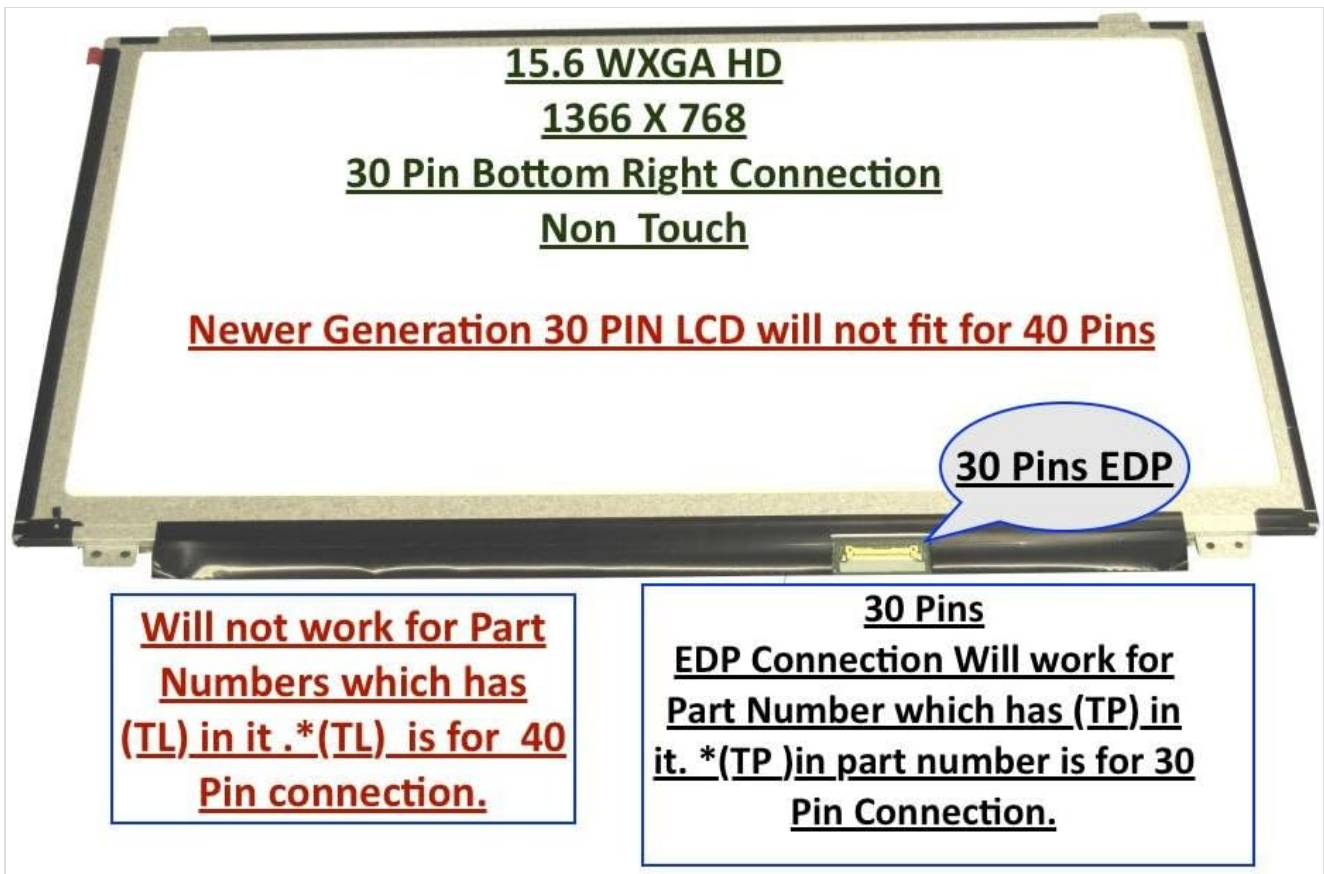 15.6 WXGA HD
1366 X 768
30 Pin Bottom Right Connection
Non Touch
Newer Generation 30 PIN LCD will not fit for 40 Pins
30 Pins EDP
Will not work for Part
Numbers which has
(TL) in it .*(TL) is for 40
Pin connection.
30 Pins
EDP Connection Will work for
Part Number which has (TP) in
it. *(TP )in part number is for 30
Pin Connection.